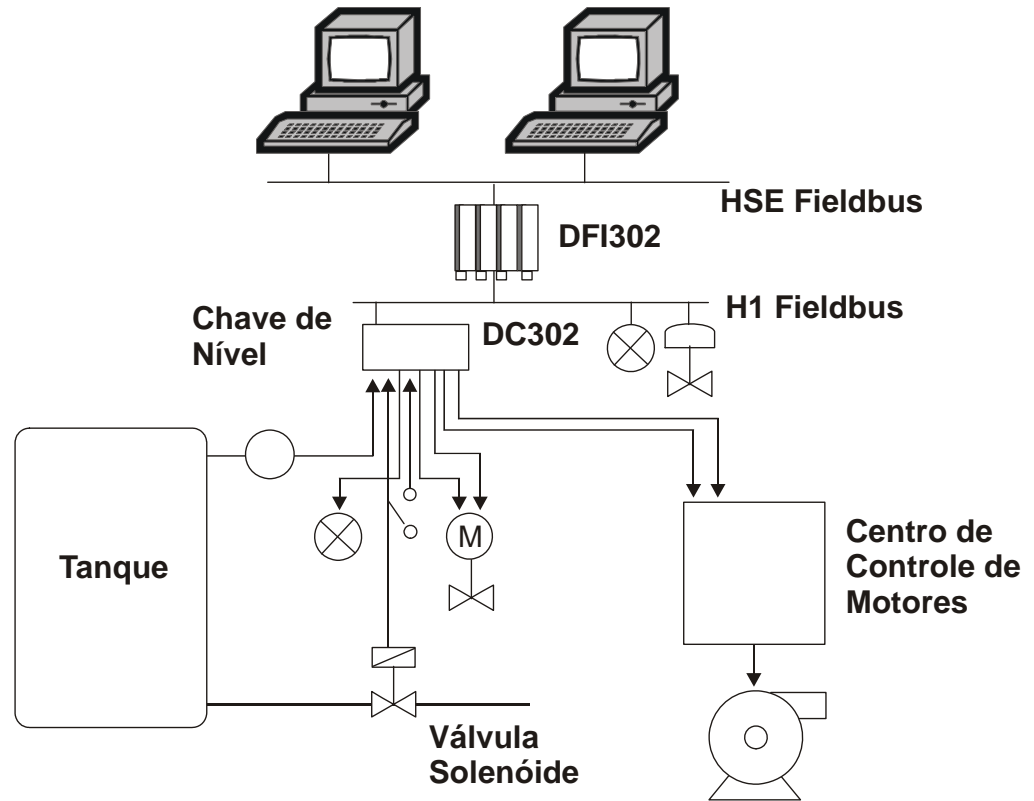 HSE Fieldbus
DFI302
H1 Fieldbus
Chave de
Nível
DC302
M
Tanque
Centro de
Controle de
Motores
Válvula
Solenóide